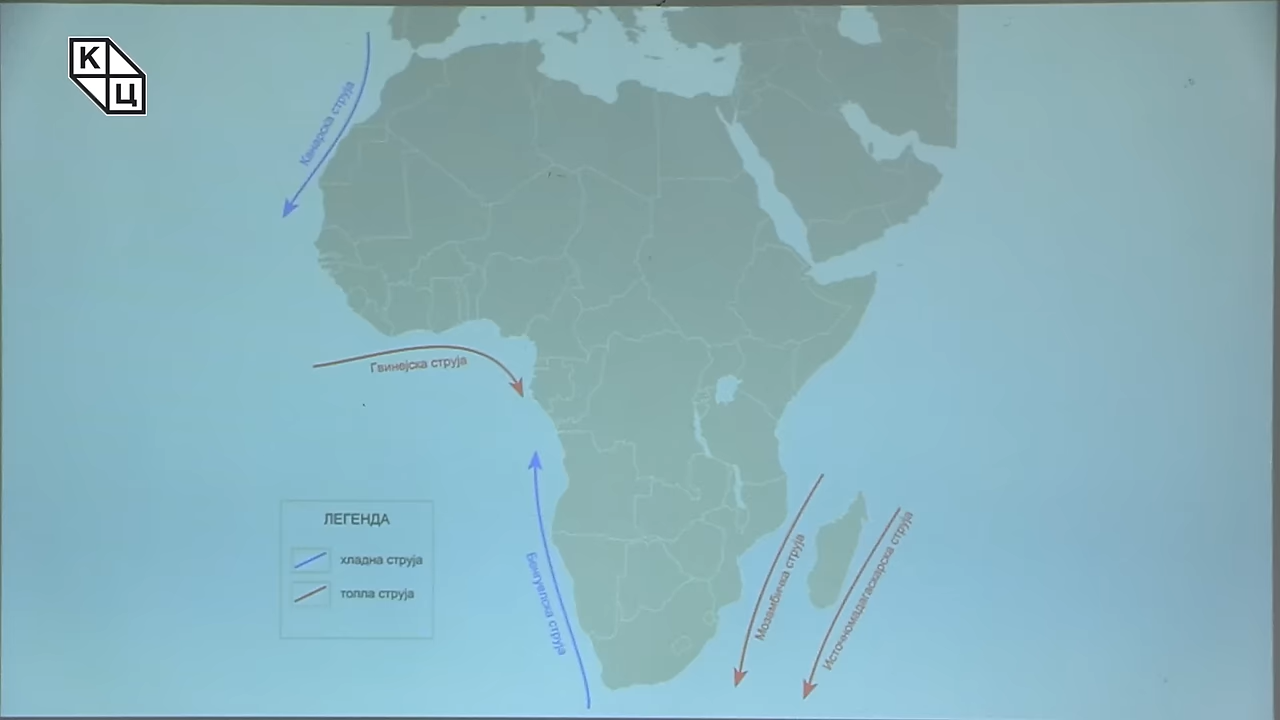 К
Ц
Канарска струја
Гвинејска струја
Бенгуелска струја
Мозамбичка струја
Источномадагаскарска струја
ЛЕГЕНДА
хладна струја
топла струја